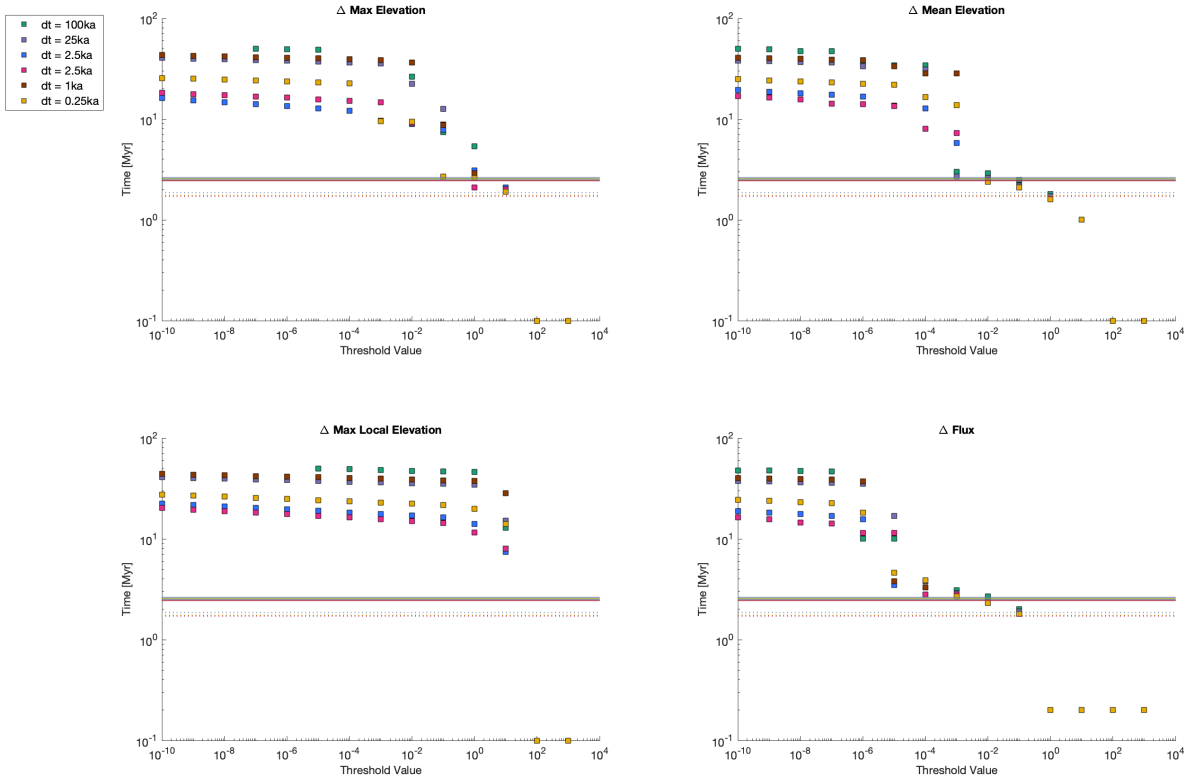 dt = 100ka
dt = 25ka
dt = 2.5ka
dt = 2.5ka
dt = 1ka
dt = 0.25ka
Δ Max Elevation
10^2
10^1
10^0
10^-1
Time [Myr]
10^-10 10^-8 10^-6 10^-4 10^-2 10^0 10^2 10^4
Threshold Value
Δ Mean Elevation
10^2
10^1
10^0
10^-1
Time [Myr]
10^-10 10^-8 10^-6 10^-4 10^-2 10^0 10^2 10^4
Threshold Value
Δ Max Local Elevation
10^2
10^1
10^0
10^-1
Time [Myr]
10^-10 10^-8 10^-6 10^-4 10^-2 10^0 10^2 10^4
Threshold Value
Δ Flux
10^2
10^1
10^0
10^-1
Time [Myr]
10^-10 10^-8 10^-6 10^-4 10^-2 10^0 10^2 10^4
Threshold Value